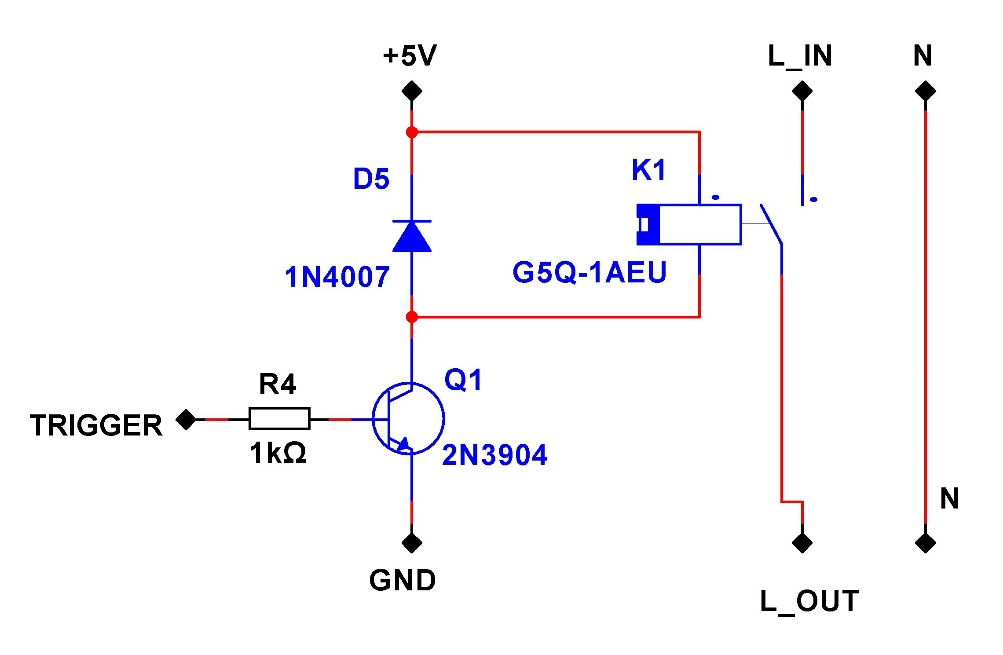 +5V
L_IN
N
D5
K1
1N4007
G5Q-1AEU
R4
Q1
TRIGGER
1kΩ
2N3904
N
GND
L_OUT